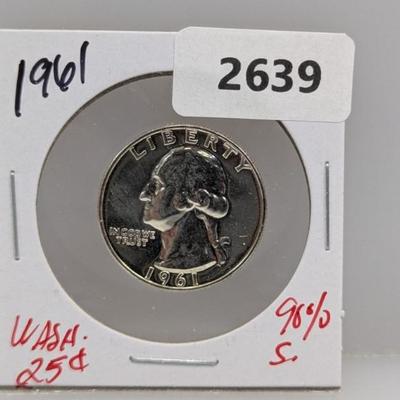 1961
2639
LIBERTY
IN GOD WE
TRUST
1961
WASH.
25¢
90%
S.